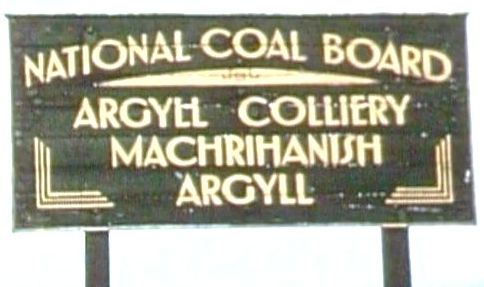 NATIONAL COAL BOARD
ARGYLL COLLIERY
MACHRIHANISH
ARGYLL